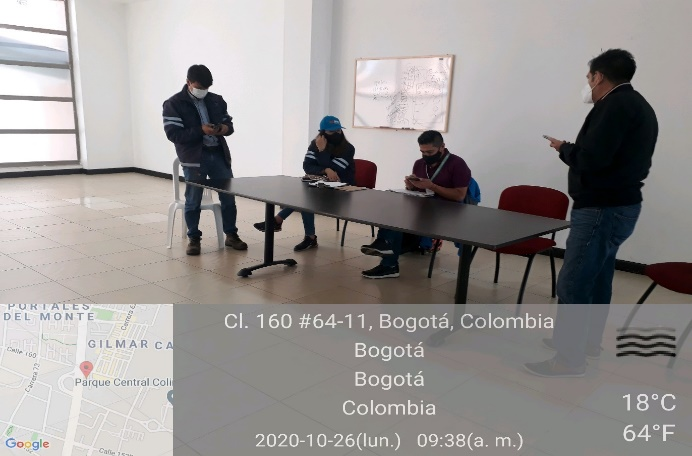 PORTALES
DEL MONTE
GILMAR
Calle 160
Parque Central Coli
Google
Cl. 160 #64-11, Bogotá, Colombia
Bogotá
Bogotá
Colombia
2020-10-26(lun.) 09:38(a. m.)
18°C
64°F